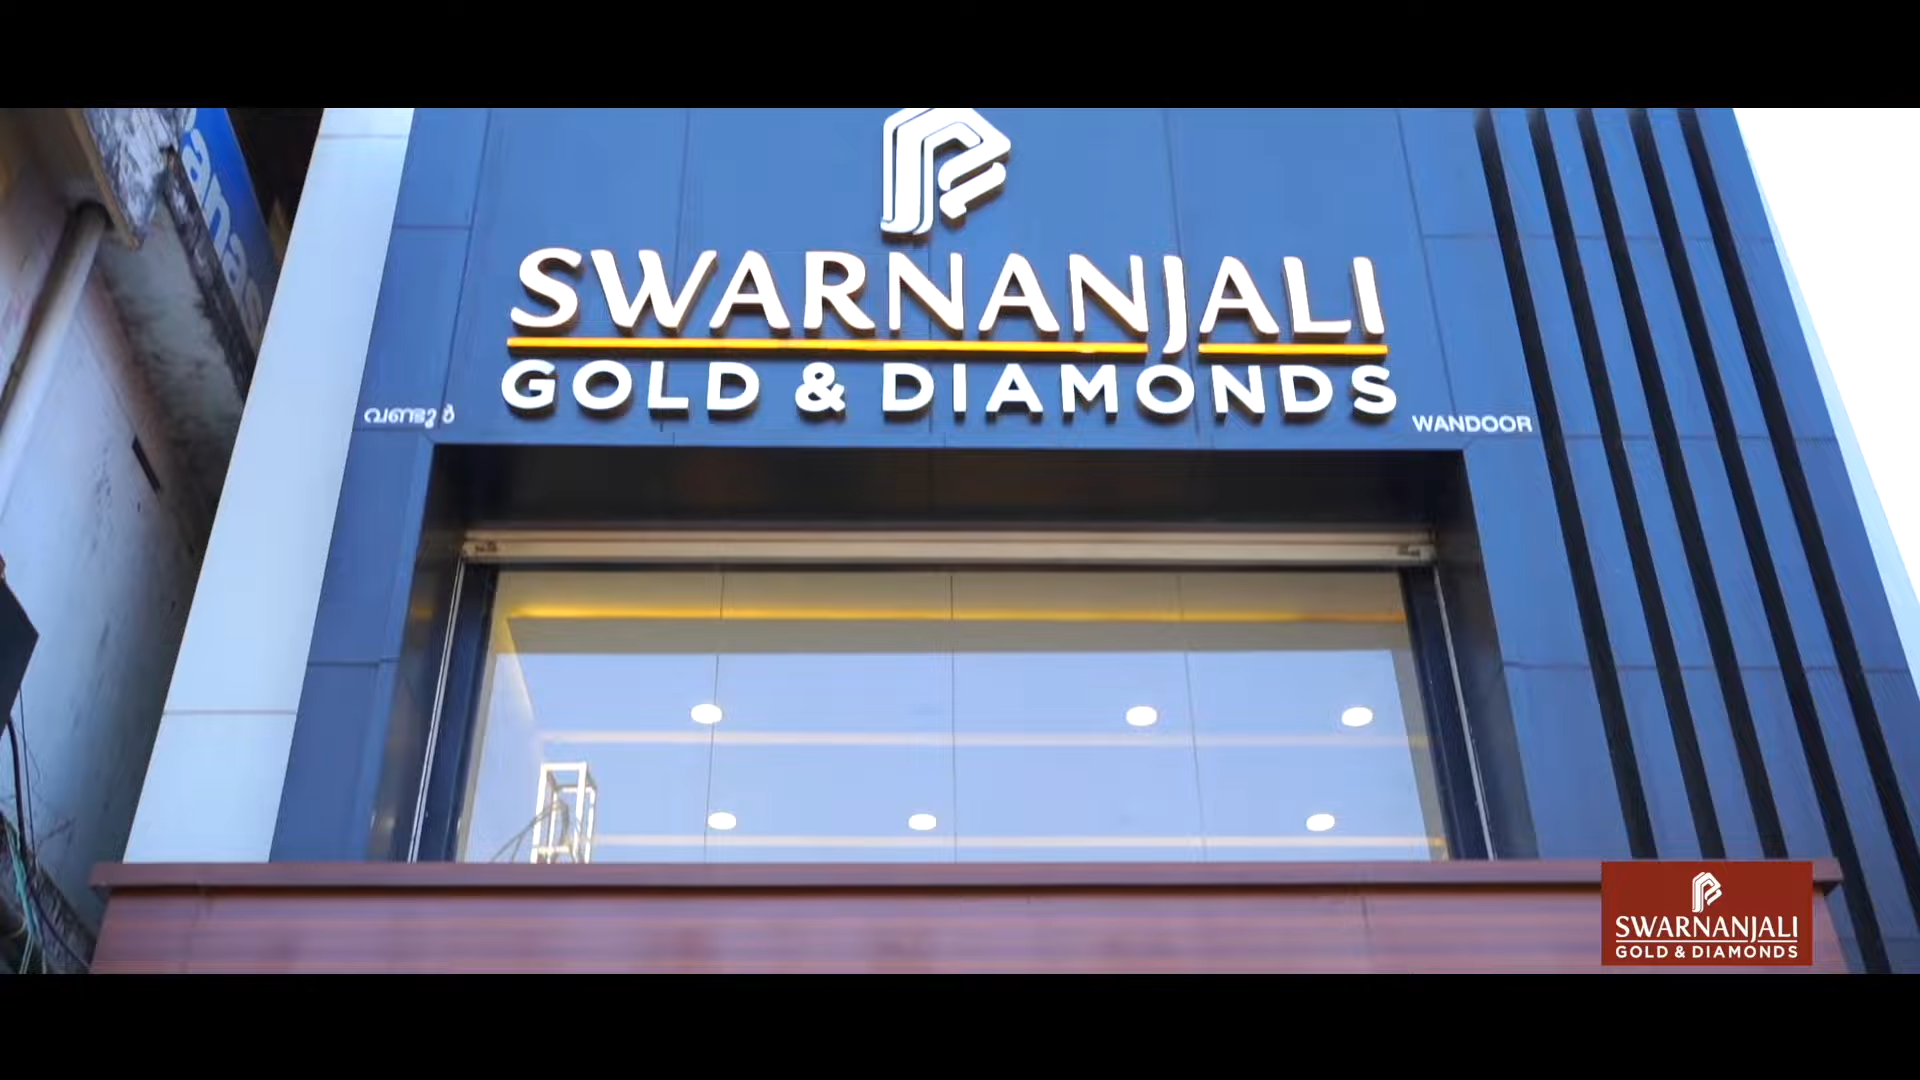 SWARNANJALI
GOLD & DIAMONDS
വണ്ടൂർ
WANDOOR
SWARNANJALI
GOLD & DIAMONDS